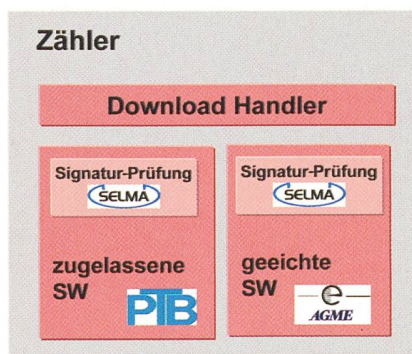 Zähler
Download Handler
Signatur-Prüfung
SELMA
zugelassene
SW
PTB
Signatur-Prüfung
SELMA
geeichte
SW
e
AGME